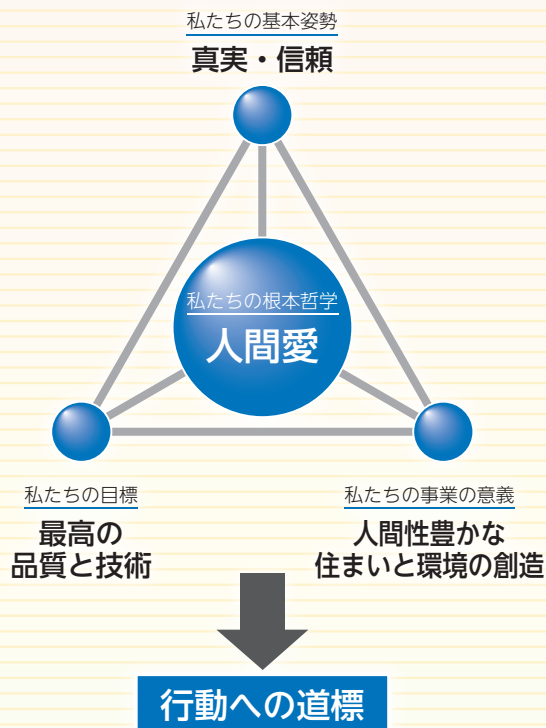 私たちの基本姿勢
真実・信頼
私たちの根本哲学
人間愛
私たちの目標
最高の
品質と技術
私たちの事業の意義
人間性豊かな
住まいと環境の創造
行動への道標